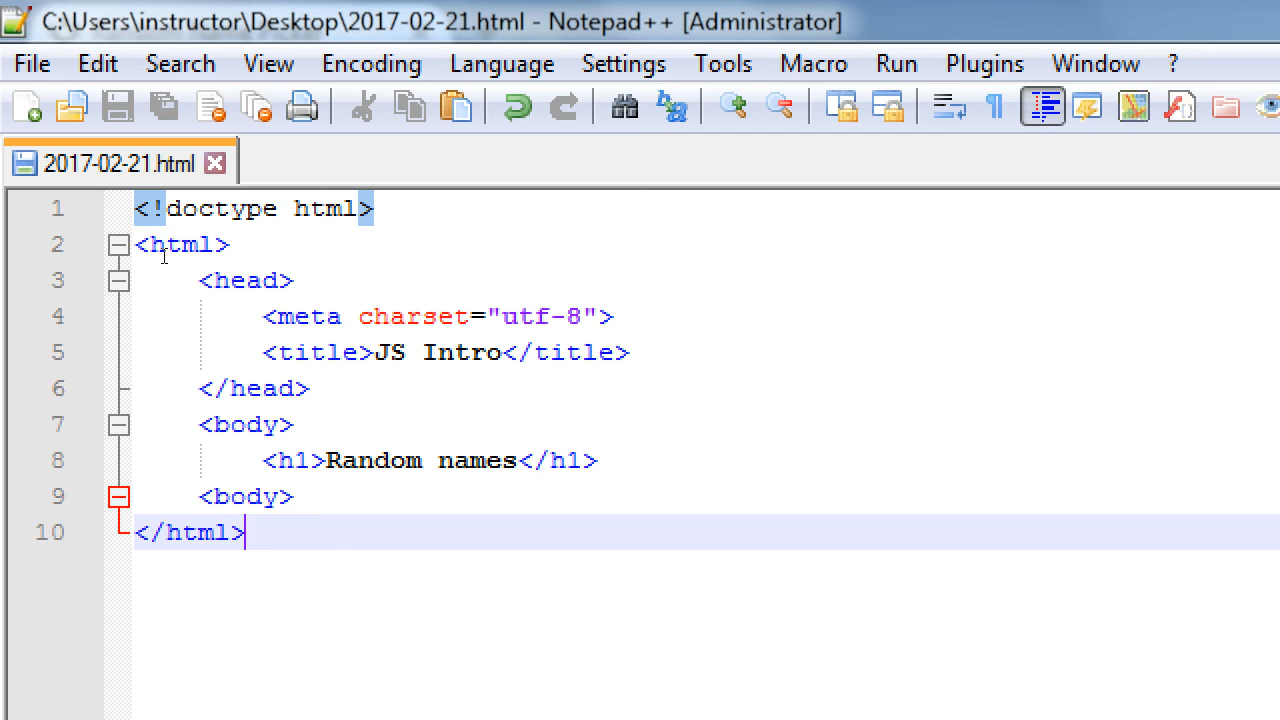 C:\Users\instructor\Desktop\2017-02-21.html - Notepad++ [Administrator]
File Edit Search View Encoding Language Settings Tools Macro Run Plugins Window ?
2017-02-21.html
1 <!doctype html>
2 <html>
3 <head>
4 <meta charset="utf-8">
5 <title>JS Intro</title>
6 </head>
7 <body>
8 <h1>Random names</h1>
9 <body>
10 </html>